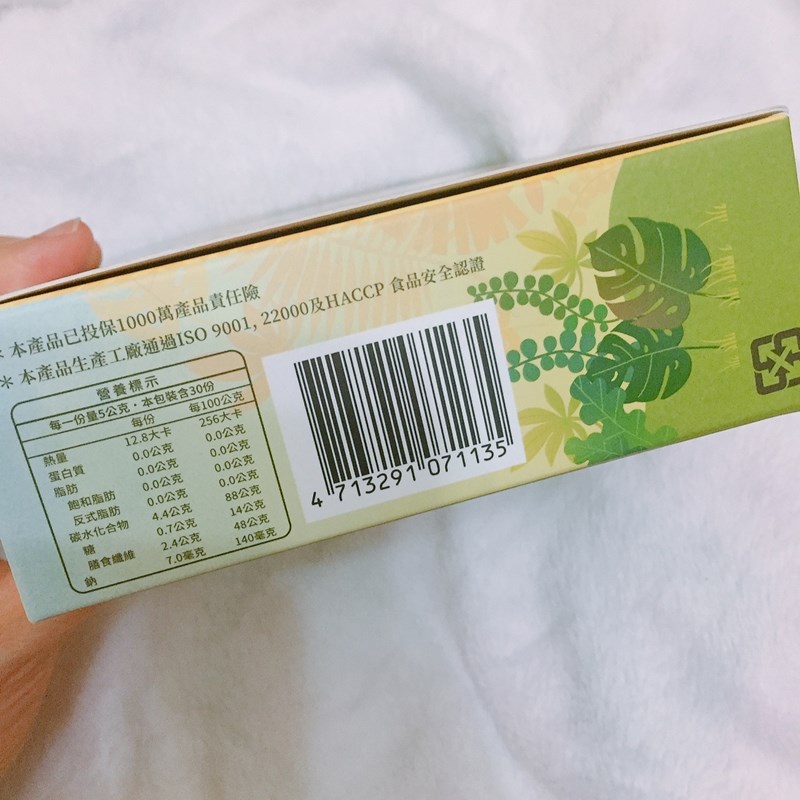 ＊ 本產品已投保1000萬產品責任險
＊ 本產品生產工廠通過ISO 9001, 22000及HACCP 食品安全認證
營養標示
每一份量5公克，本包裝含30份
每份 每100公克
熱量 12.8大卡 256大卡
蛋白質 0.0公克 0.0公克
脂肪 0.0公克 0.0公克
飽和脂肪 0.0公克 0.0公克
反式脂肪 0.0公克 0.0公克
碳水化合物 4.4公克 88公克
糖 0.7公克 14公克
膳食纖維 2.4公克 48公克
鈉 7.0毫克 140毫克
4 713291 071135